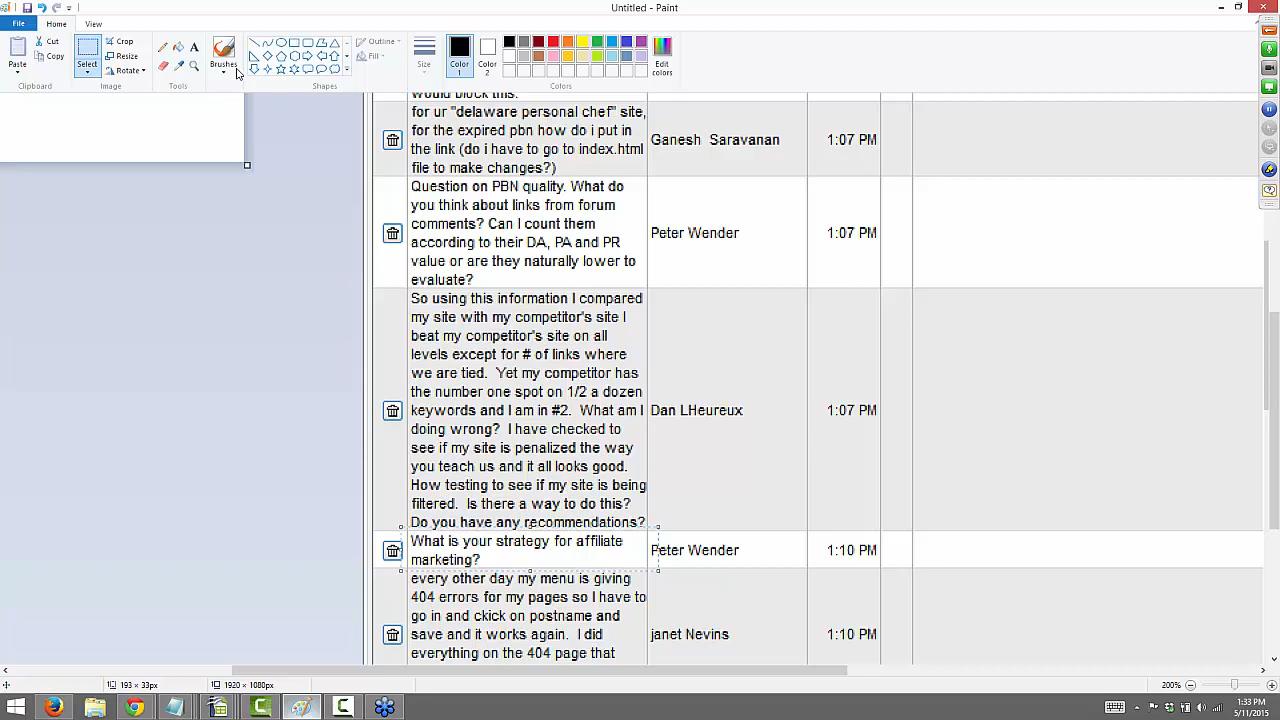 Untitled - Paint
File
Home
View
Paste
Cut
Copy
Clipboard
Select
Crop
Resize
Rotate
Image
Tools
Brushes
Shapes
Outline
Fill
Size
Color 1
Color 2
Edit colors
Colors
would block this.
for ur "delaware personal chef" site,
for the expired pbn how do i put in
the link (do i have to go to index.html
file to make changes?)
Ganesh Saravanan
1:07 PM
Question on PBN quality. What do
you think about links from forum
comments? Can I count them
according to their DA, PA and PR
value or are they naturally lower to
evaluate?
Peter Wender
1:07 PM
So using this information I compared
my site with my competitor's site I
beat my competitor's site on all
levels except for # of links where
we are tied. Yet my competitor has
the number one spot on 1/2 a dozen
keywords and I am in #2. What am I
doing wrong? I have checked to
see if my site is penalized the way
you teach us and it all looks good.
How testing to see if my site is being
filtered. Is there a way to do this?
Do you have any recommendations?
Dan LHeureux
1:07 PM
What is your strategy for affiliate
marketing?
Peter Wender
1:10 PM
every other day my menu is giving
404 errors for my pages so I have to
go in and ckick on postname and
save and it works again. I did
everything on the 404 page that
janet Nevins
1:10 PM
193 × 33px
1920 × 1080px
200%
1:33 PM
5/11/2015